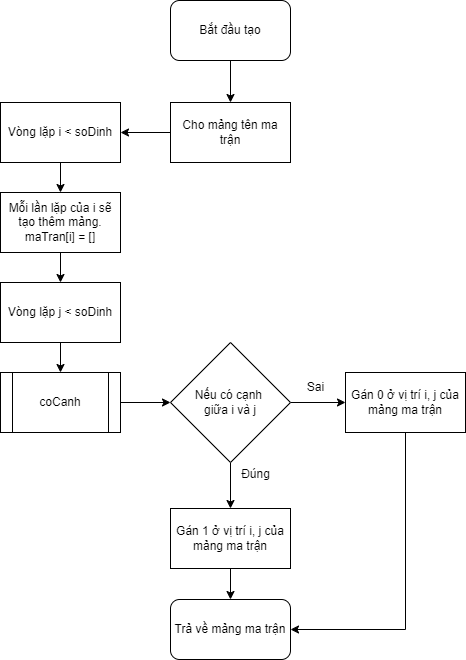 Bắt đầu tạo
Cho mảng tên ma
trận
Vòng lặp i < soDinh
Mỗi lần lặp của i sẽ
tạo thêm mảng.
maTran[i] = []
Vòng lặp j < soDinh
coCanh
Nếu có cạnh
giữa i và j
Sai
Gán 0 ở vị trí i, j của
mảng ma trận
Đúng
Gán 1 ở vị trí i, j của
mảng ma trận
Trả về mảng ma trận